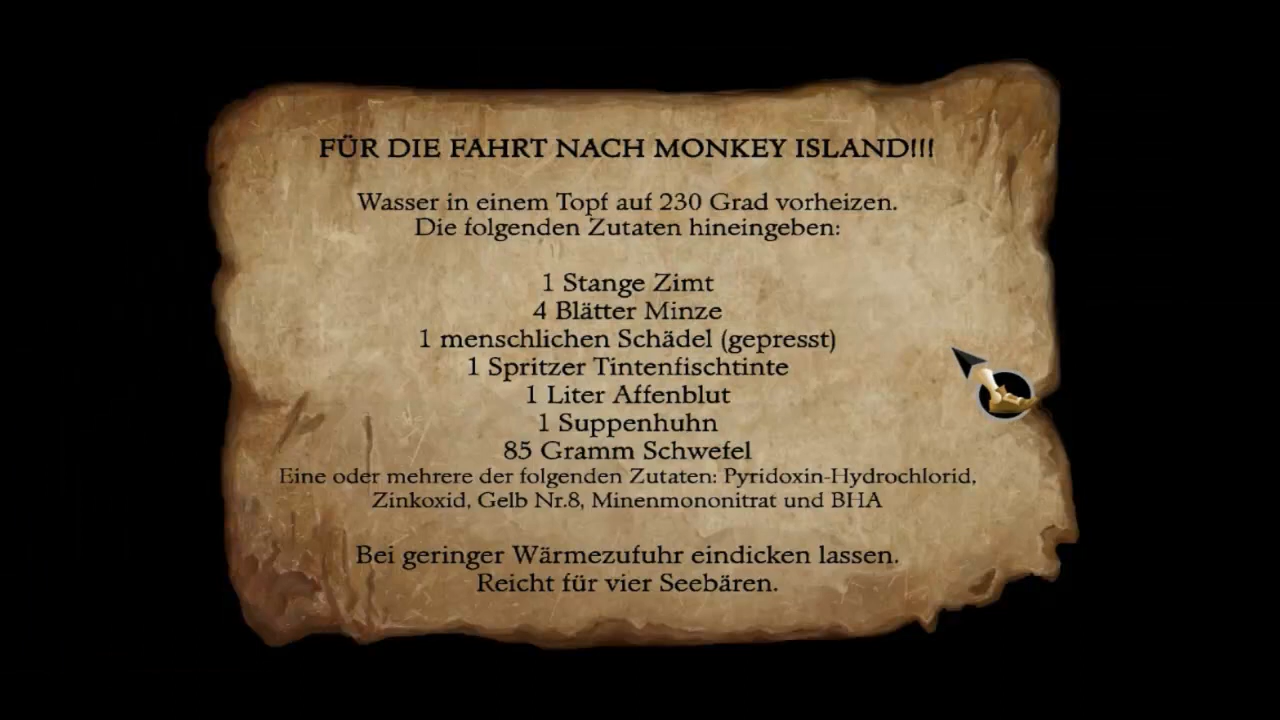 FÜR DIE FAHRT NACH MONKEY ISLAND!!!
Wasser in einem Topf auf 230 Grad vorheizen.
Die folgenden Zutaten hineingeben:
1 Stange Zimt
4 Blätter Minze
1 menschlichen Schädel (gepresst)
1 Spritzer Tintenfischtinte
1 Liter Affenblut
1 Suppenhuhn
85 Gramm Schwefel
Eine oder mehrere der folgenden Zutaten: Pyridoxin-Hydrochlorid,
Zinkoxid, Gelb Nr.8, Minenmononitrat und BHA
Bei geringer Wärmezufuhr eindicken lassen.
Reicht für vier Seebären.